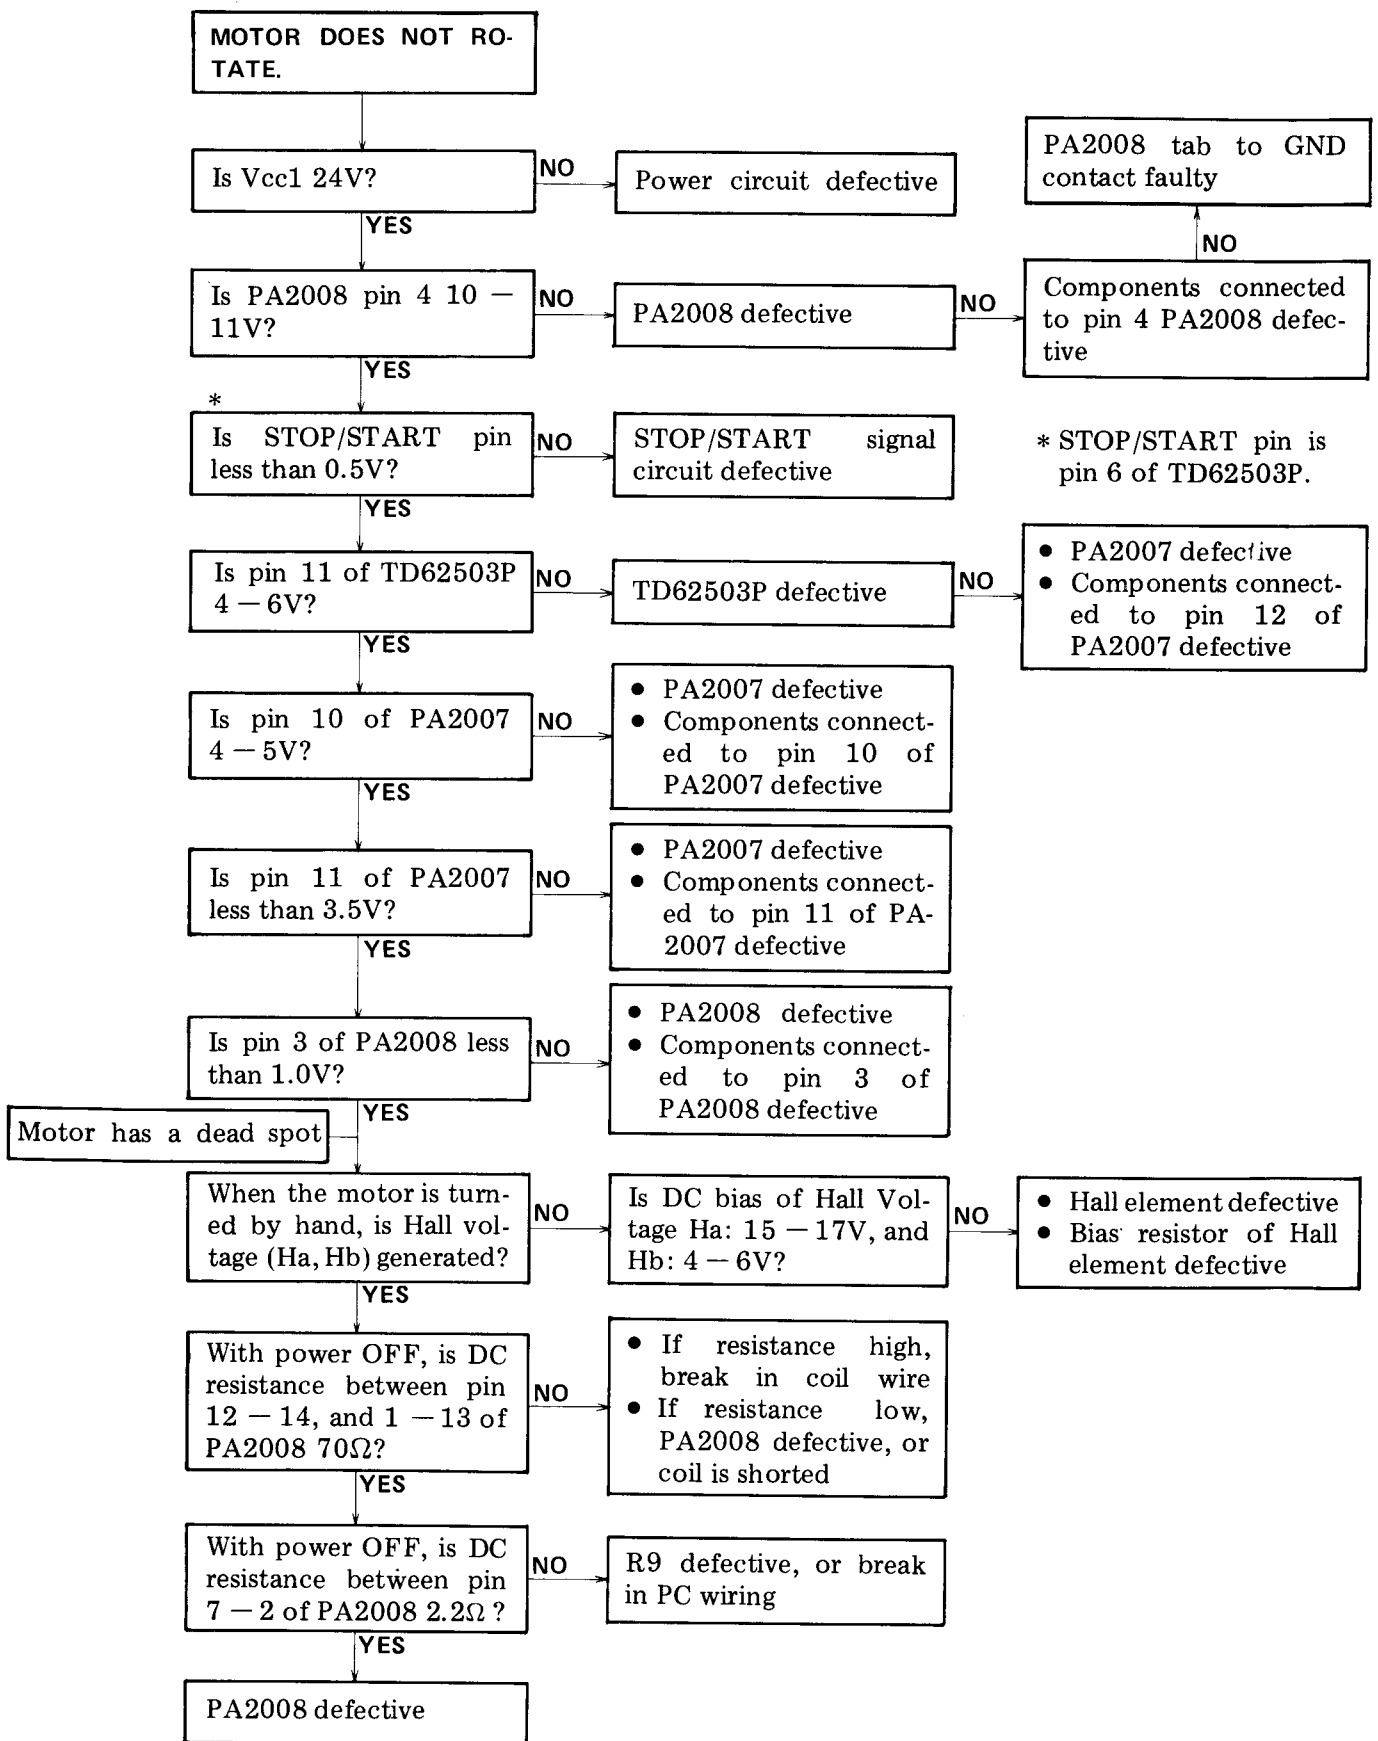 MOTOR DOES NOT RO-
TATE.
Is Vcc1 24V?
NO
Power circuit defective
YES
Is PA2008 pin 4 10 –
11V?
NO
PA2008 defective
NO
Components connected
to pin 4 PA2008 defec-
tive
NO
PA2008 tab to GND
contact faulty
YES
*
Is STOP/START pin
less than 0.5V?
NO
STOP/START signal
circuit defective
* STOP/START pin is
pin 6 of TD62503P.
YES
Is pin 11 of TD62503P
4 – 6V?
NO
TD62503P defective
NO
● PA2007 defective
● Components connect-
ed to pin 12 of
PA2007 defective
YES
Is pin 10 of PA2007
4 – 5V?
NO
● PA2007 defective
● Components connect-
ed to pin 10 of
PA2007 defective
YES
Is pin 11 of PA2007
less than 3.5V?
NO
● PA2007 defective
● Components connect-
ed to pin 11 of PA-
2007 defective
YES
Is pin 3 of PA2008 less
than 1.0V?
NO
● PA2008 defective
● Components connect-
ed to pin 3 of
PA2008 defective
YES
Motor has a dead spot
When the motor is turn-
ed by hand, is Hall vol-
tage (Ha, Hb) generated?
NO
Is DC bias of Hall Vol-
tage Ha: 15 – 17V, and
Hb: 4 – 6V?
NO
● Hall element defective
● Bias resistor of Hall
element defective
YES
With power OFF, is DC
resistance between pin
12 – 14, and 1 – 13 of
PA2008 70Ω?
NO
● If resistance high,
break in coil wire
● If resistance low,
PA2008 defective, or
coil is shorted
YES
With power OFF, is DC
resistance between pin
7 – 2 of PA2008 2.2Ω ?
NO
R9 defective, or break
in PC wiring
YES
PA2008 defective